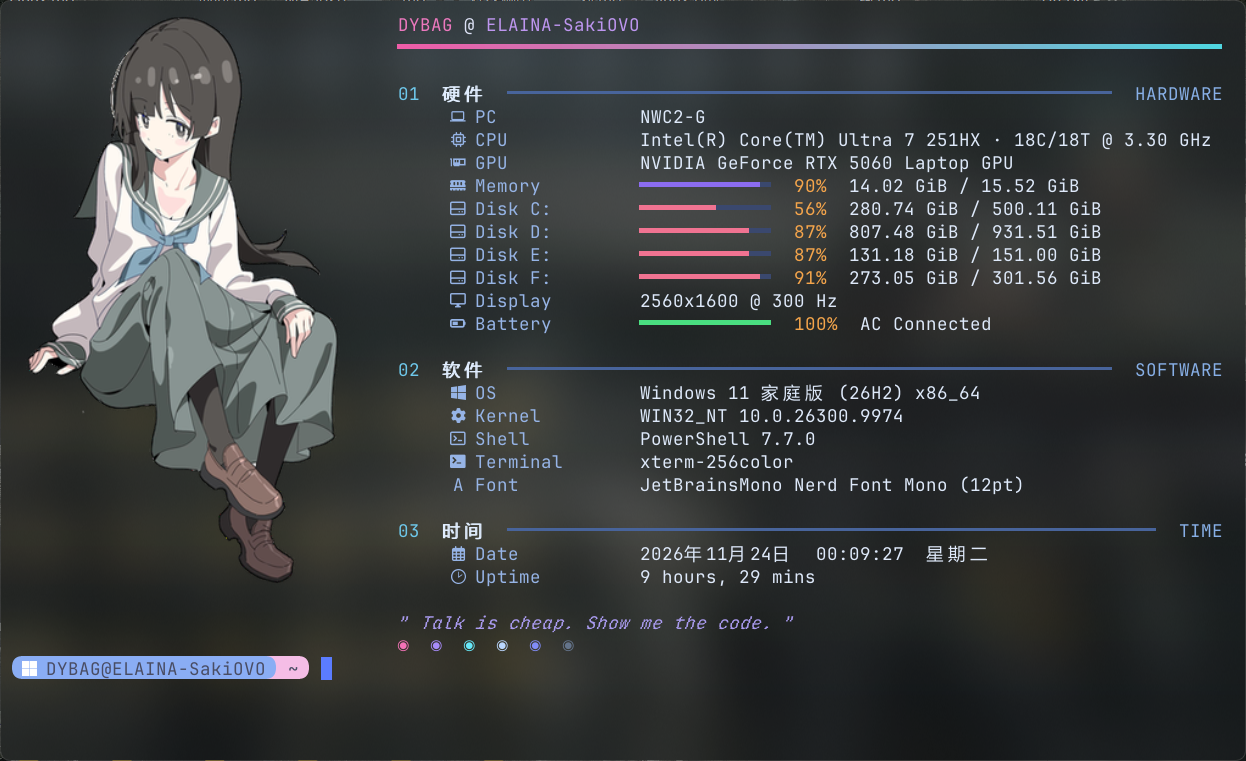 DYBAG @ ELAINA-SakiOVO
01 硬件 HARDWARE
PC NWC2-G
CPU Intel(R) Core(TM) Ultra 7 251HX · 18C/18T @ 3.30 GHz
GPU NVIDIA GeForce RTX 5060 Laptop GPU
Memory 90% 14.02 GiB / 15.52 GiB
Disk C: 56% 280.74 GiB / 500.11 GiB
Disk D: 87% 807.48 GiB / 931.51 GiB
Disk E: 87% 131.18 GiB / 151.00 GiB
Disk F: 91% 273.05 GiB / 301.56 GiB
Display 2560x1600 @ 300 Hz
Battery 100% AC Connected
02 软件 SOFTWARE
OS Windows 11 家庭版 (26H2) x86_64
Kernel WIN32_NT 10.0.26300.9974
Shell PowerShell 7.7.0
Terminal xterm-256color
A Font JetBrainsMono Nerd Font Mono (12pt)
03 时间 TIME
Date 2026年11月24日 00:09:27 星期二
Uptime 9 hours, 29 mins
" Talk is cheap. Show me the code. "
DYBAG@ELAINA-SakiOVO ~